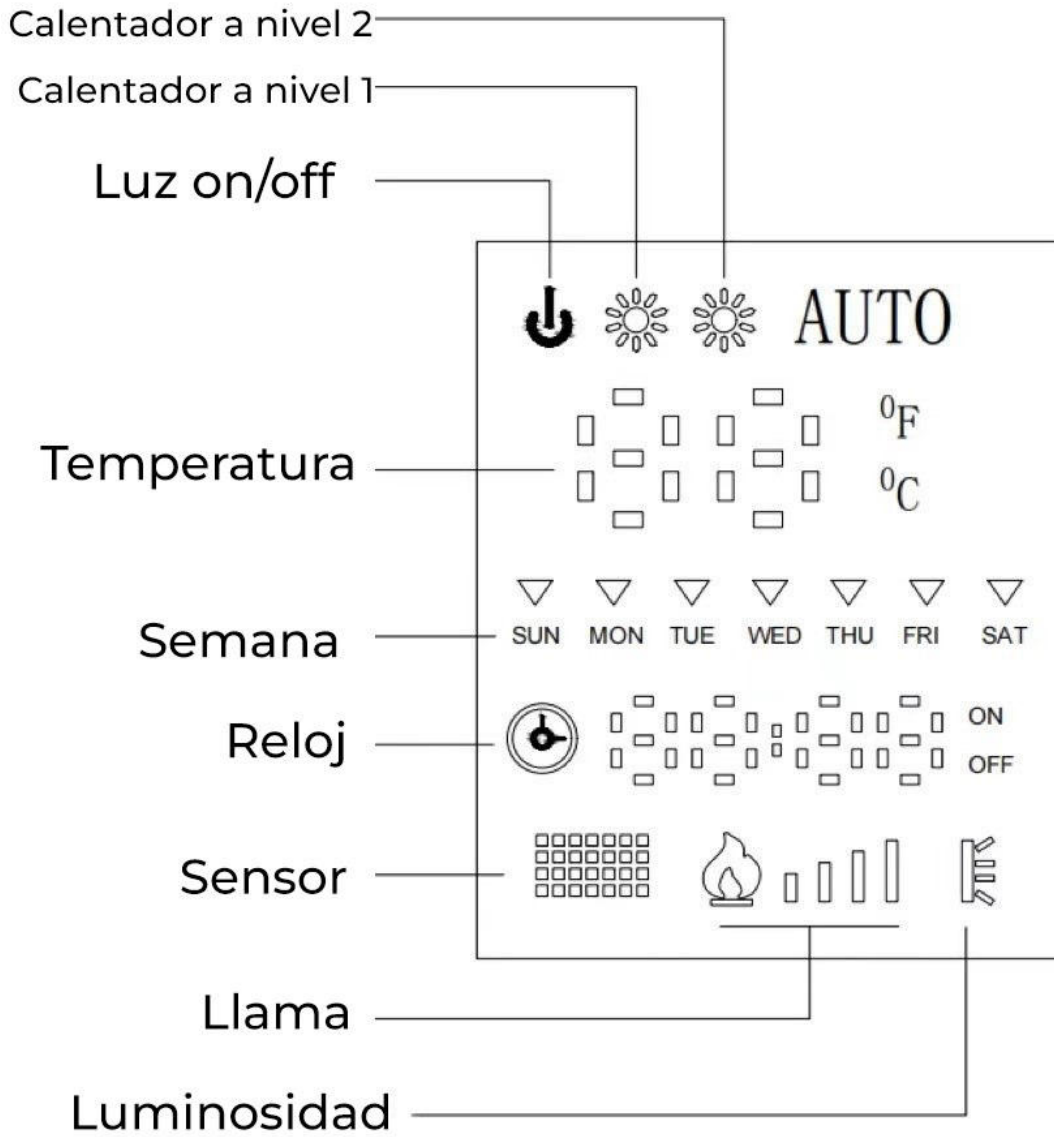 Calentador a nivel 2
Calentador a nivel 1
Luz on/off
AUTO
⁰F
Temperatura
⁰C
Semana
SUN MON TUE WED THU FRI SAT
Reloj
ON
OFF
Sensor
Llama
Luminosidad